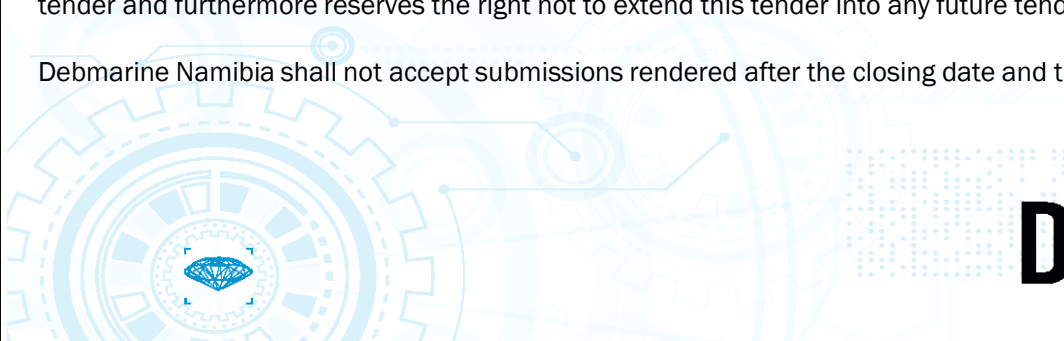 tender and furthermore reserves the right not to extend this tender into any future
Debmarine Namibia shall not accept submissions rendered after the closing date and
D